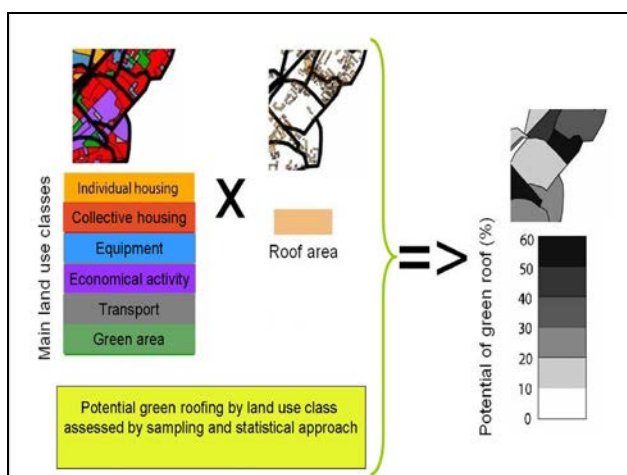 Main land use classes
Individual housing
Collective housing
Equipment
Economical activity
Transport
Green area
X
Roof area
Potential green roofing by land use class
assessed by sampling and statistical approach
= >
Potential of green roof (%)
60
50
40
30
20
10
0